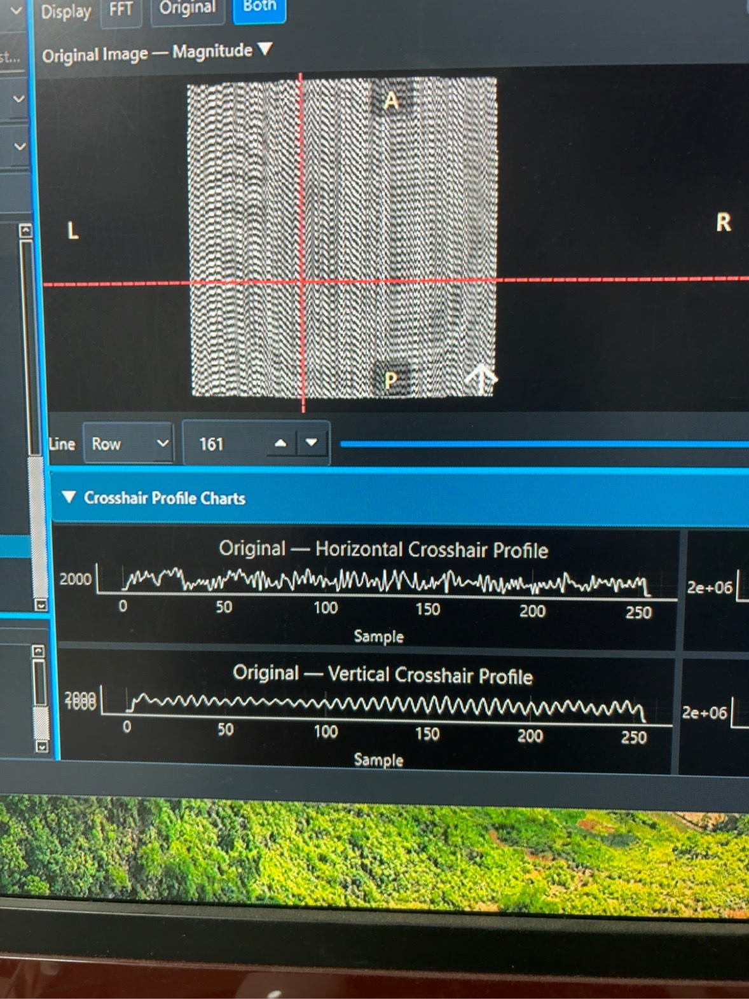 Display FFT Original Both
st...
Original Image — Magnitude ▼
A
L
R
P
Line Row 161
▼ Crosshair Profile Charts
Original — Horizontal Crosshair Profile
2000
2e+06
0 50 100 150 200 250
Sample
Original — Vertical Crosshair Profile
2e+06
0 50 100 150 200 250
Sample